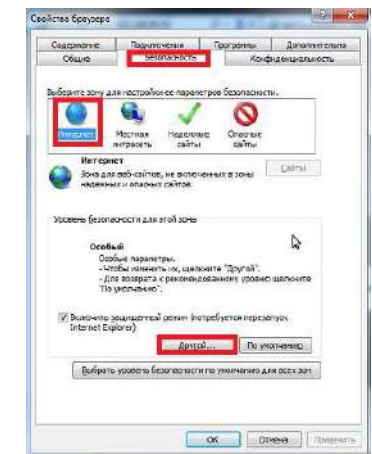 Свойства браузера
Содержание Подключения Программы Дополнительно
Общие Безопасность Конфиденциальность
Выберите зону для настройки ее параметров безопасности.
Интернет Местная интрасеть Надежные сайты Опасные сайты
Интернет
Зона для веб-сайтов, не включенных в зоны надежных и опасных сайтов.
Сайты
Уровень безопасности для этой зоны
Особый
Особые параметры.
- Чтобы изменить их, щелкните "Другой".
- Для возврата к рекомендованному уровню щелкните
"По умолчанию".
Включить защищенный режим (потребуется перезапуск
Internet Explorer)
Другой... По умолчанию
Выбрать уровень безопасности по умолчанию для всех зон
ОК Отмена Применить